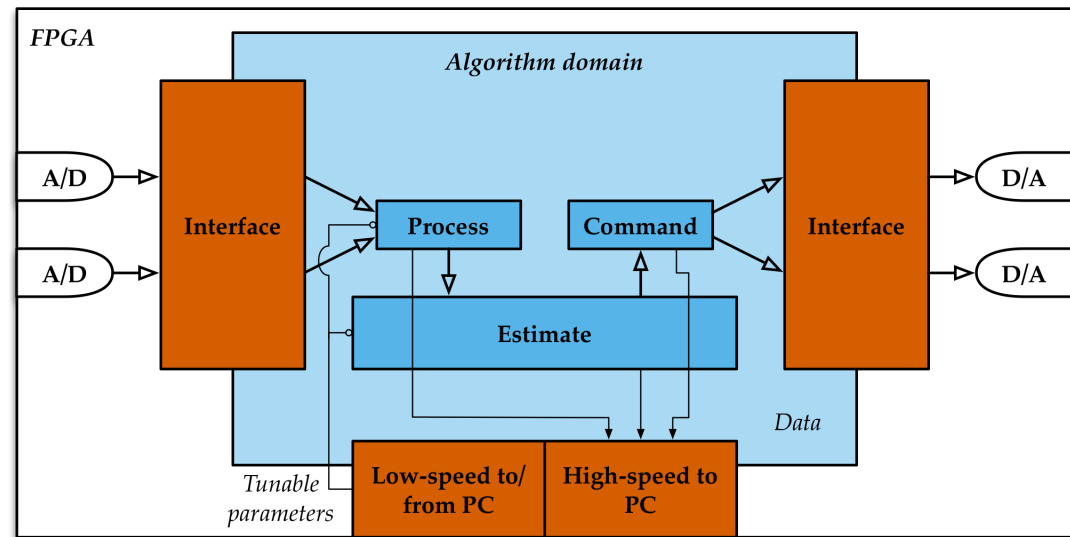 FPGA
Algorithm domain
A/D
A/D
Interface
Process
Command
Estimate
Interface
D/A
D/A
Data
Tunable
parameters
Low-speed to/
from PC
High-speed to
PC